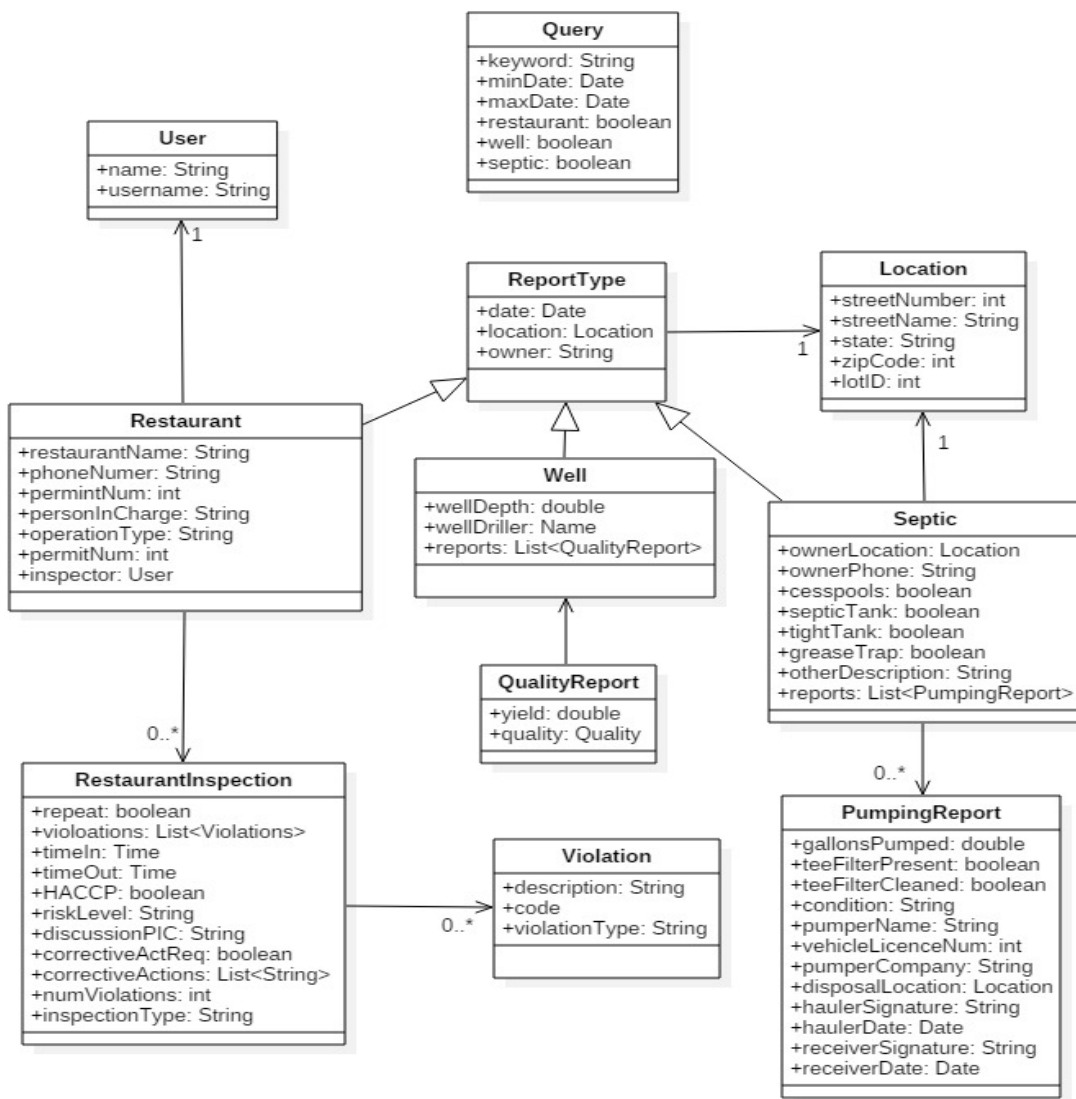 Query
+keyword: String
+minDate: Date
+maxDate: Date
+restaurant: boolean
+well: boolean
+septic: boolean
User
+name: String
+username: String
1
ReportType
+date: Date
+location: Location
+owner: String
1
Location
+streetNumber: int
+streetName: String
+state: String
+zipCode: int
+lotID: int
1
Restaurant
+restaurantName: String
+phoneNumer: String
+permintNum: int
+personInCharge: String
+operationType: String
+permitNum: int
+inspector: User
Well
+wellDepth: double
+wellDriller: Name
+reports: List<QualityReport>
Septic
+ownerLocation: Location
+ownerPhone: String
+cesspools: boolean
+septicTank: boolean
+tightTank: boolean
+greaseTrap: boolean
+otherDescription: String
+reports: List<PumpingReport>
QualityReport
+yield: double
+quality: Quality
0..*
0..*
RestaurantInspection
+repeat: boolean
+violoations: List<Violations>
+timeIn: Time
+timeOut: Time
+HACCP: boolean
+riskLevel: String
+discussionPIC: String
+correctiveActReq: boolean
+correctiveActions: List<String>
+numViolations: int
+inspectionType: String
0..*
Violation
+description: String
+code
+violationType: String
PumpingReport
+gallonsPumped: double
+teeFilterPresent: boolean
+teeFilterCleaned: boolean
+condition: String
+pumperName: String
+vehicleLicenceNum: int
+pumperCompany: String
+disposalLocation: Location
+haulerSignature: String
+haulerDate: Date
+receiverSignature: String
+receiverDate: Date